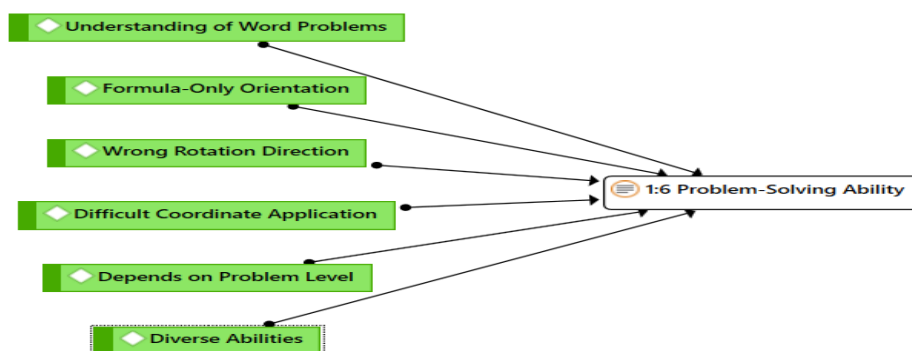 Understanding of Word Problems
Formula-Only Orientation
Wrong Rotation Direction
1:6 Problem-Solving Ability
Difficult Coordinate Application
Depends on Problem Level
Diverse Abilities